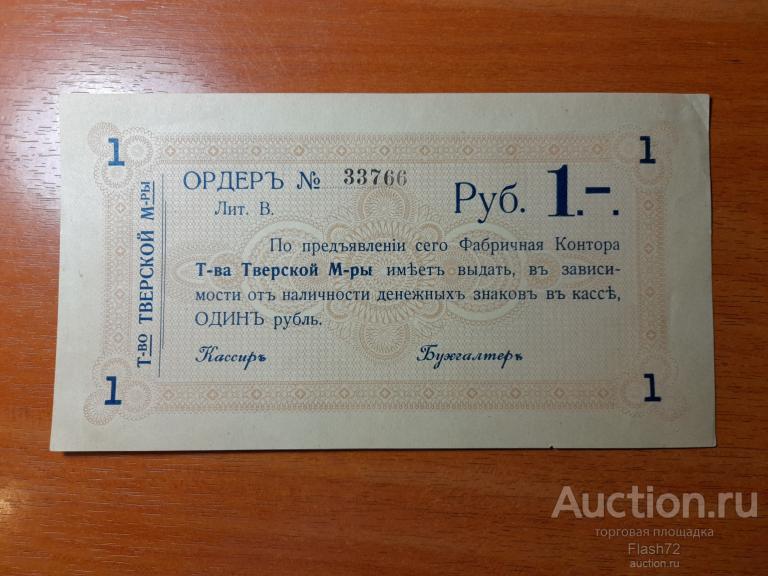 1
1
ОРДЕРЪ № 33766
Лит. В.
Руб. 1.-.
По предъявленіи сего Фабричная Контора
Т-ва Тверской М-ры имѣетъ выдать, въ зависи-
мости отъ наличности денежныхъ знаковъ въ кассѣ,
ОДИНЪ рубль.
Кассиръ
Бухгалтеръ
Т-во ТВЕРСКОЙ М-РЫ
1
1
Auction.ru
торговая площадка
Flash72
auction.ru